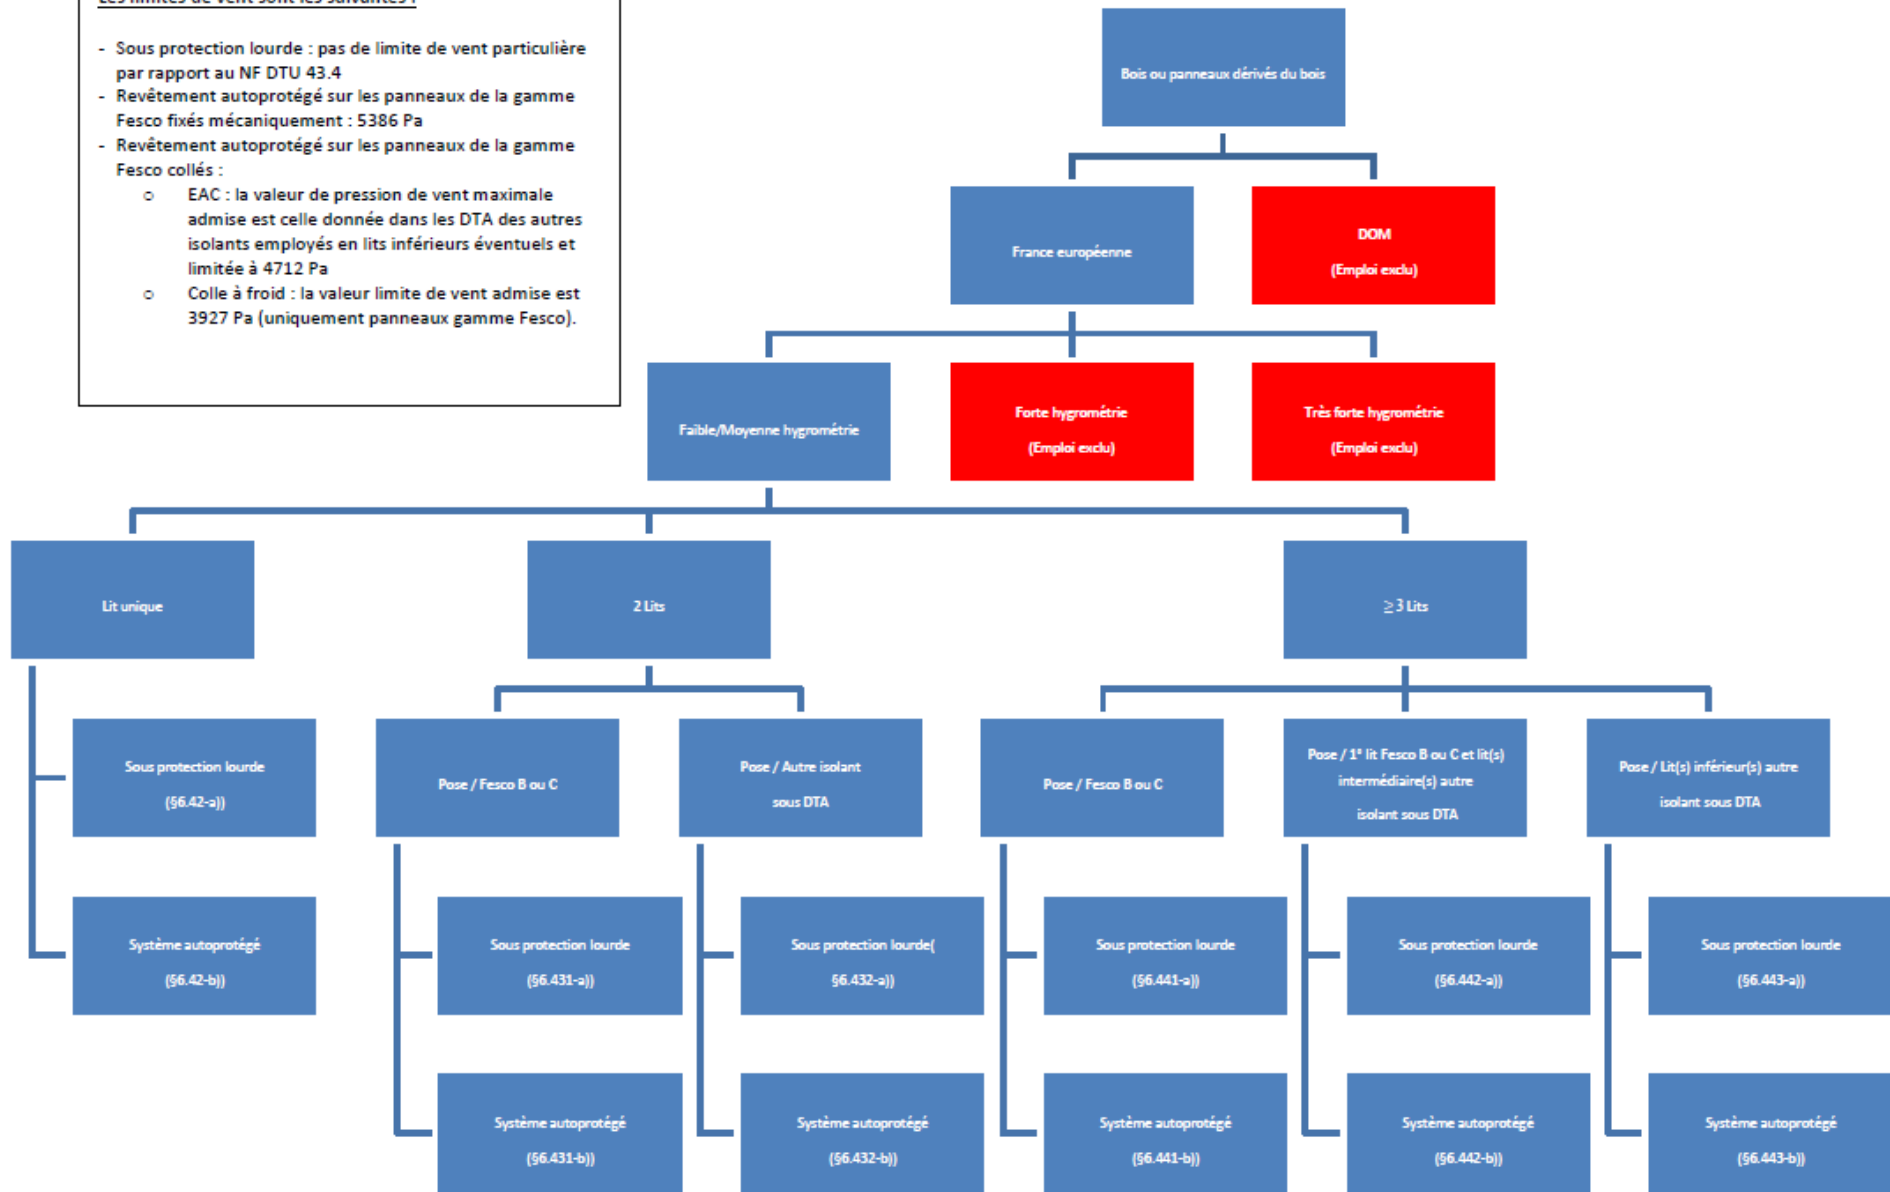 Les limites de vent sont les suivantes :
- Sous protection lourde : pas de limite de vent particulière
par rapport au NF DTU 43.4
- Revêtement autoprotégé sur les panneaux de la gamme
Fesco fixés mécaniquement : 5386 Pa
- Revêtement autoprotégé sur les panneaux de la gamme
Fesco collés :
o EAC : la valeur de pression de vent maximale
admise est celle donnée dans les DTA des autres
isolants employés en lits inférieurs éventuels et
limitée à 4712 Pa
o Colle à froid : la valeur limite de vent admise est
3927 Pa (uniquement panneaux gamme Fesco).
Bois ou panneaux dérivés du bois
France européenne
DOM
(Emploi exclu)
Faible/Moyenne hygrométrie
Forte hygrométrie
(Emploi exclu)
Très forte hygrométrie
(Emploi exclu)
Lit unique
2 Lits
≥ 3 Lits
Sous protection lourde
(§6.42-a))
Système autoprotégé
(§6.42-b))
Pose / Fesco B ou C
Sous protection lourde
(§6.431-a))
Système autoprotégé
(§6.431-b))
Pose / Autre isolant
sous DTA
Sous protection lourde(
§6.432-a))
Système autoprotégé
(§6.432-b))
Pose / Fesco B ou C
Sous protection lourde
(§6.441-a))
Système autoprotégé
(§6.441-b))
Pose / 1° lit Fesco B ou C et lit(s)
intermédiaire(s) autre
isolant sous DTA
Sous protection lourde
(§6.442-a))
Système autoprotégé
(§6.442-b))
Pose / Lit(s) inférieur(s) autre
isolant sous DTA
Sous protection lourde
(§6.443-a))
Système autoprotégé
(§6.443-b))